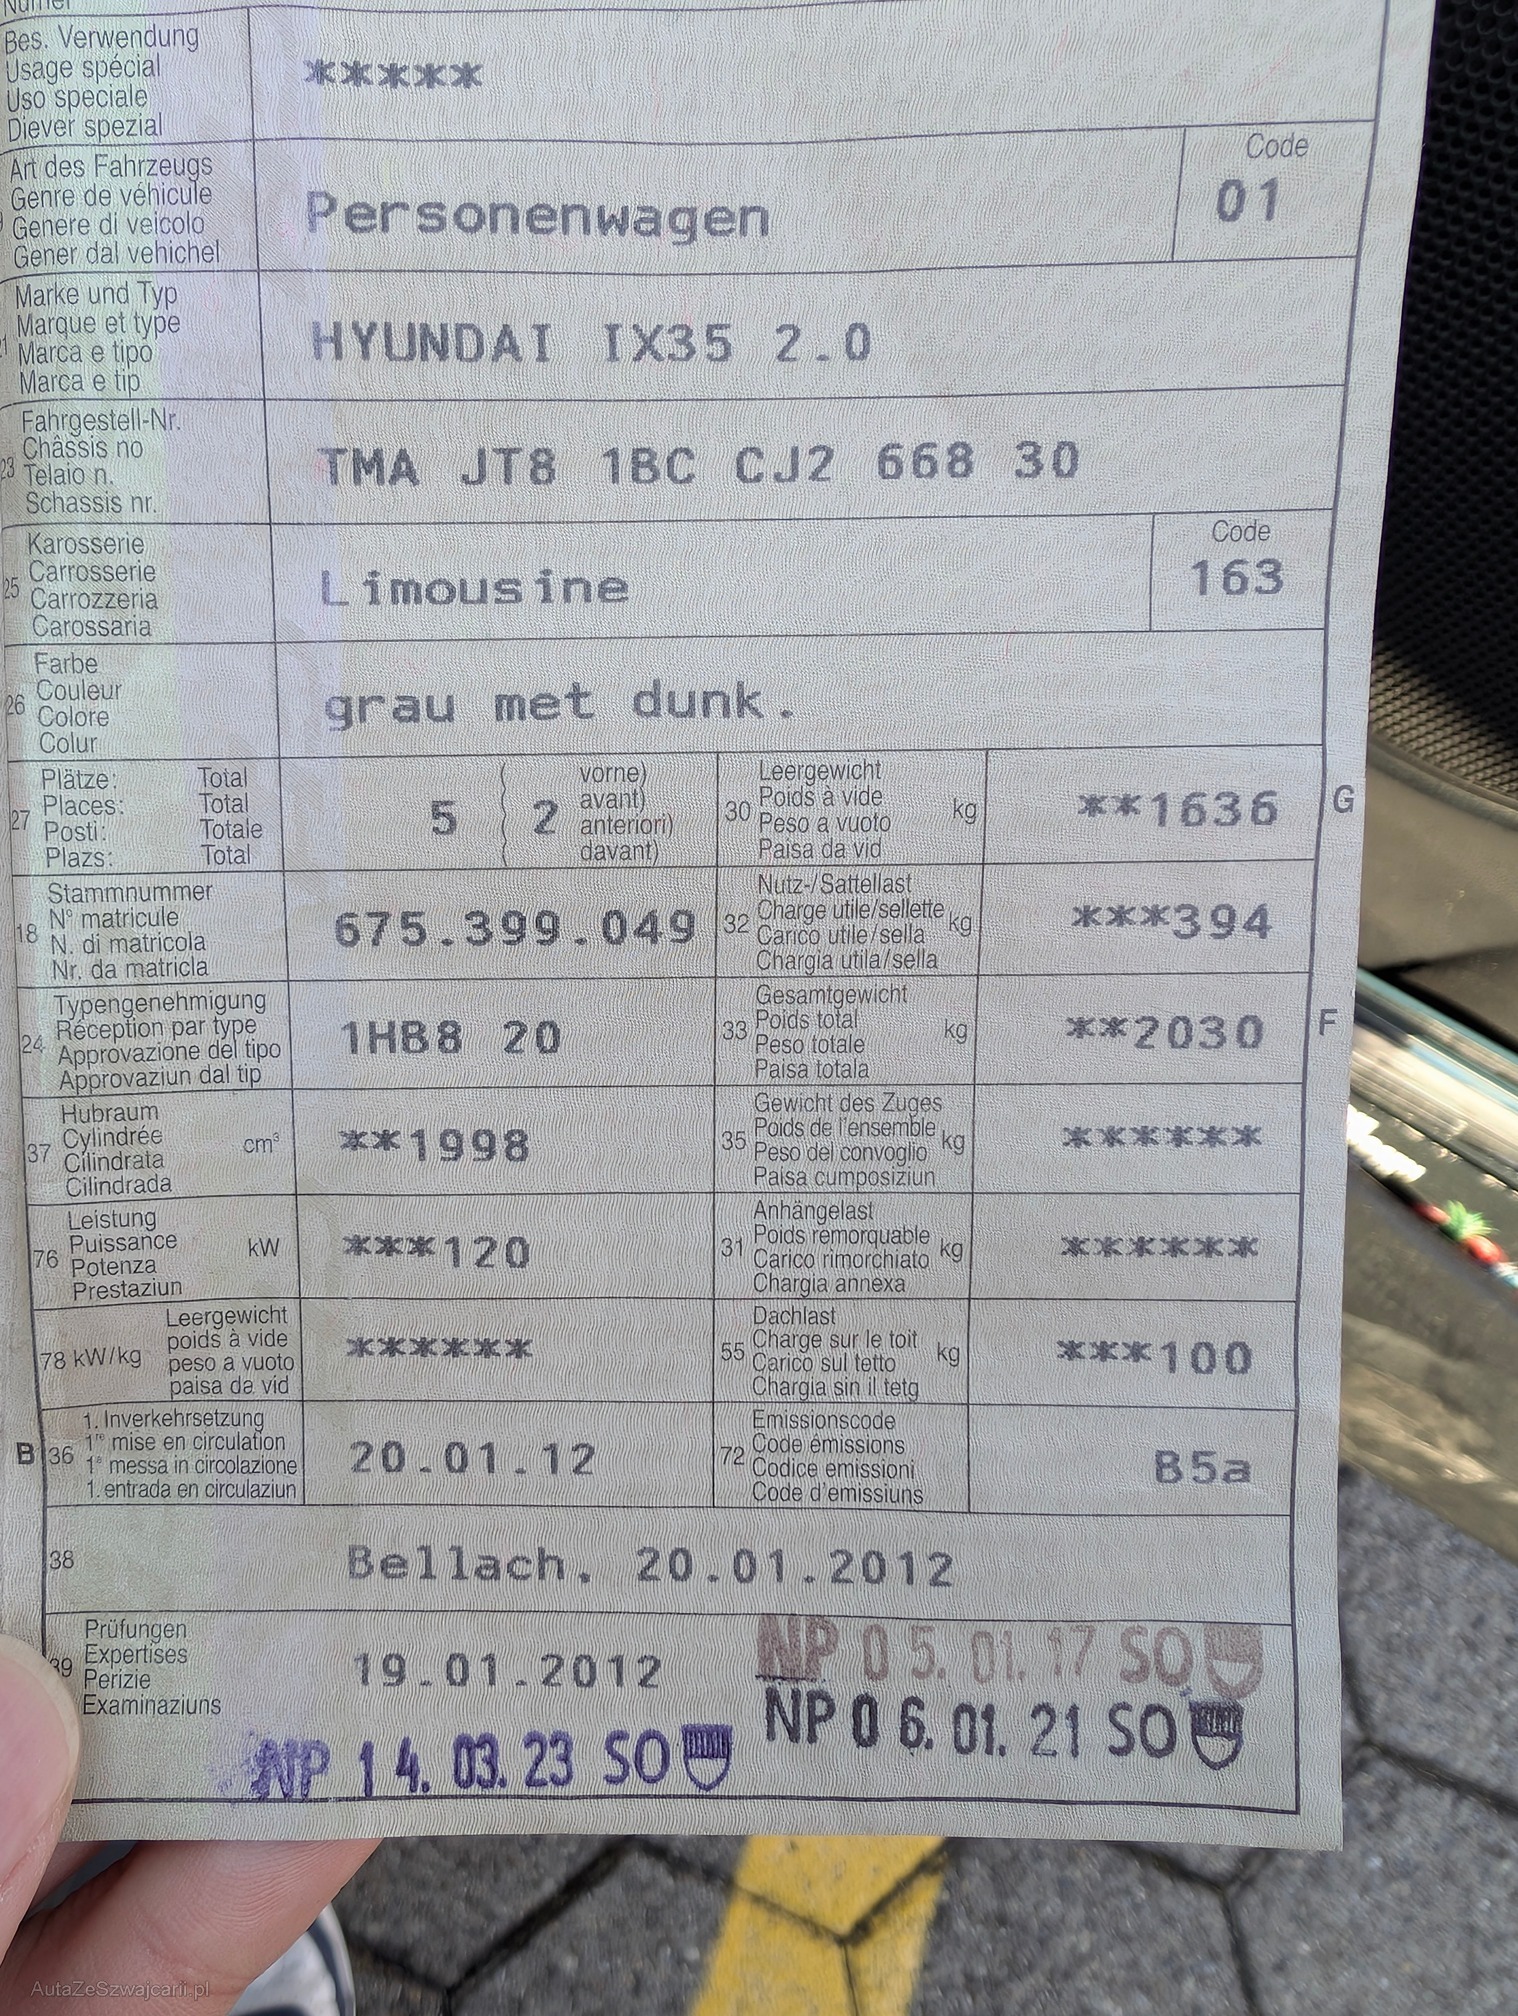 Bes. Verwendung
Usage spécial
Uso speciale
Diever spezial
*****
Art des Fahrzeugs
Genre de véhicule
Genere di veicolo
Gener dal vehichel
Personenwagen
Code
01
Marke und Typ
Marque et type
Marca e tipo
Marca e tip
HYUNDAI IX35 2.0
23
Fahrgestell-Nr.
Châssis no
Telaio n.
Schassis nr.
TMA JT8 1BC CJ2 668 30
25
Karosserie
Carrosserie
Carrozzeria
Carossaria
Limousine
Code
163
26
Farbe
Couleur
Colore
Colur
grau met dunk.
27
Plätze: Total
Places: Total
Posti: Totale
Plazs: Total
5 ( 2
vorne)
avant)
anteriori)
davant)
30
Leergewicht
Poids à vide
Peso a vuoto
Paisa da vid
kg
**1636
G
18
Stammnummer
N° matricule
N. di matricola
Nr. da matricla
675.399.049
32
Nutz-/Sattellast
Charge utile/sellette
Carico utile/sella
Chargia utila/sella
kg
***394
24
Typengenehmigung
Réception par type
Approvazione del tipo
Approvaziun dal tip
1HB8 20
33
Gesamtgewicht
Poids total
Peso totale
Paisa totala
kg
**2030
F
37
Hubraum
Cylindrée
Cilindrata
Cilindrada
cm³
**1998
35
Gewicht des Zuges
Poids de l'ensemble
Peso del convoglio
Paisa cumposiziun
kg
******
76
Leistung
Puissance
Potenza
Prestaziun
kW
***120
31
Anhängelast
Poids remorquable
Carico rimorchiato
Chargia annexa
kg
******
78 kW/kg
Leergewicht
poids à vide
peso a vuoto
paisa da vid
******
55
Dachlast
Charge sur le toit
Carico sul tetto
Chargia sin il tetg
kg
***100
B 36
1. Inverkehrsetzung
1re mise en circulation
1a messa in circolazione
1. entrada en circulaziun
20.01.12
72
Emissionscode
Code émissions
Codice emissioni
Code d'emissiuns
B5a
38
Bellach, 20.01.2012
39
Prüfungen
Expertises
Perizie
Examinaziuns
19.01.2012
NP 05.01.17 SO
NP 06.01.21 SO
NP 14.03.23 SO
AutaZeSzwajcarii.pl